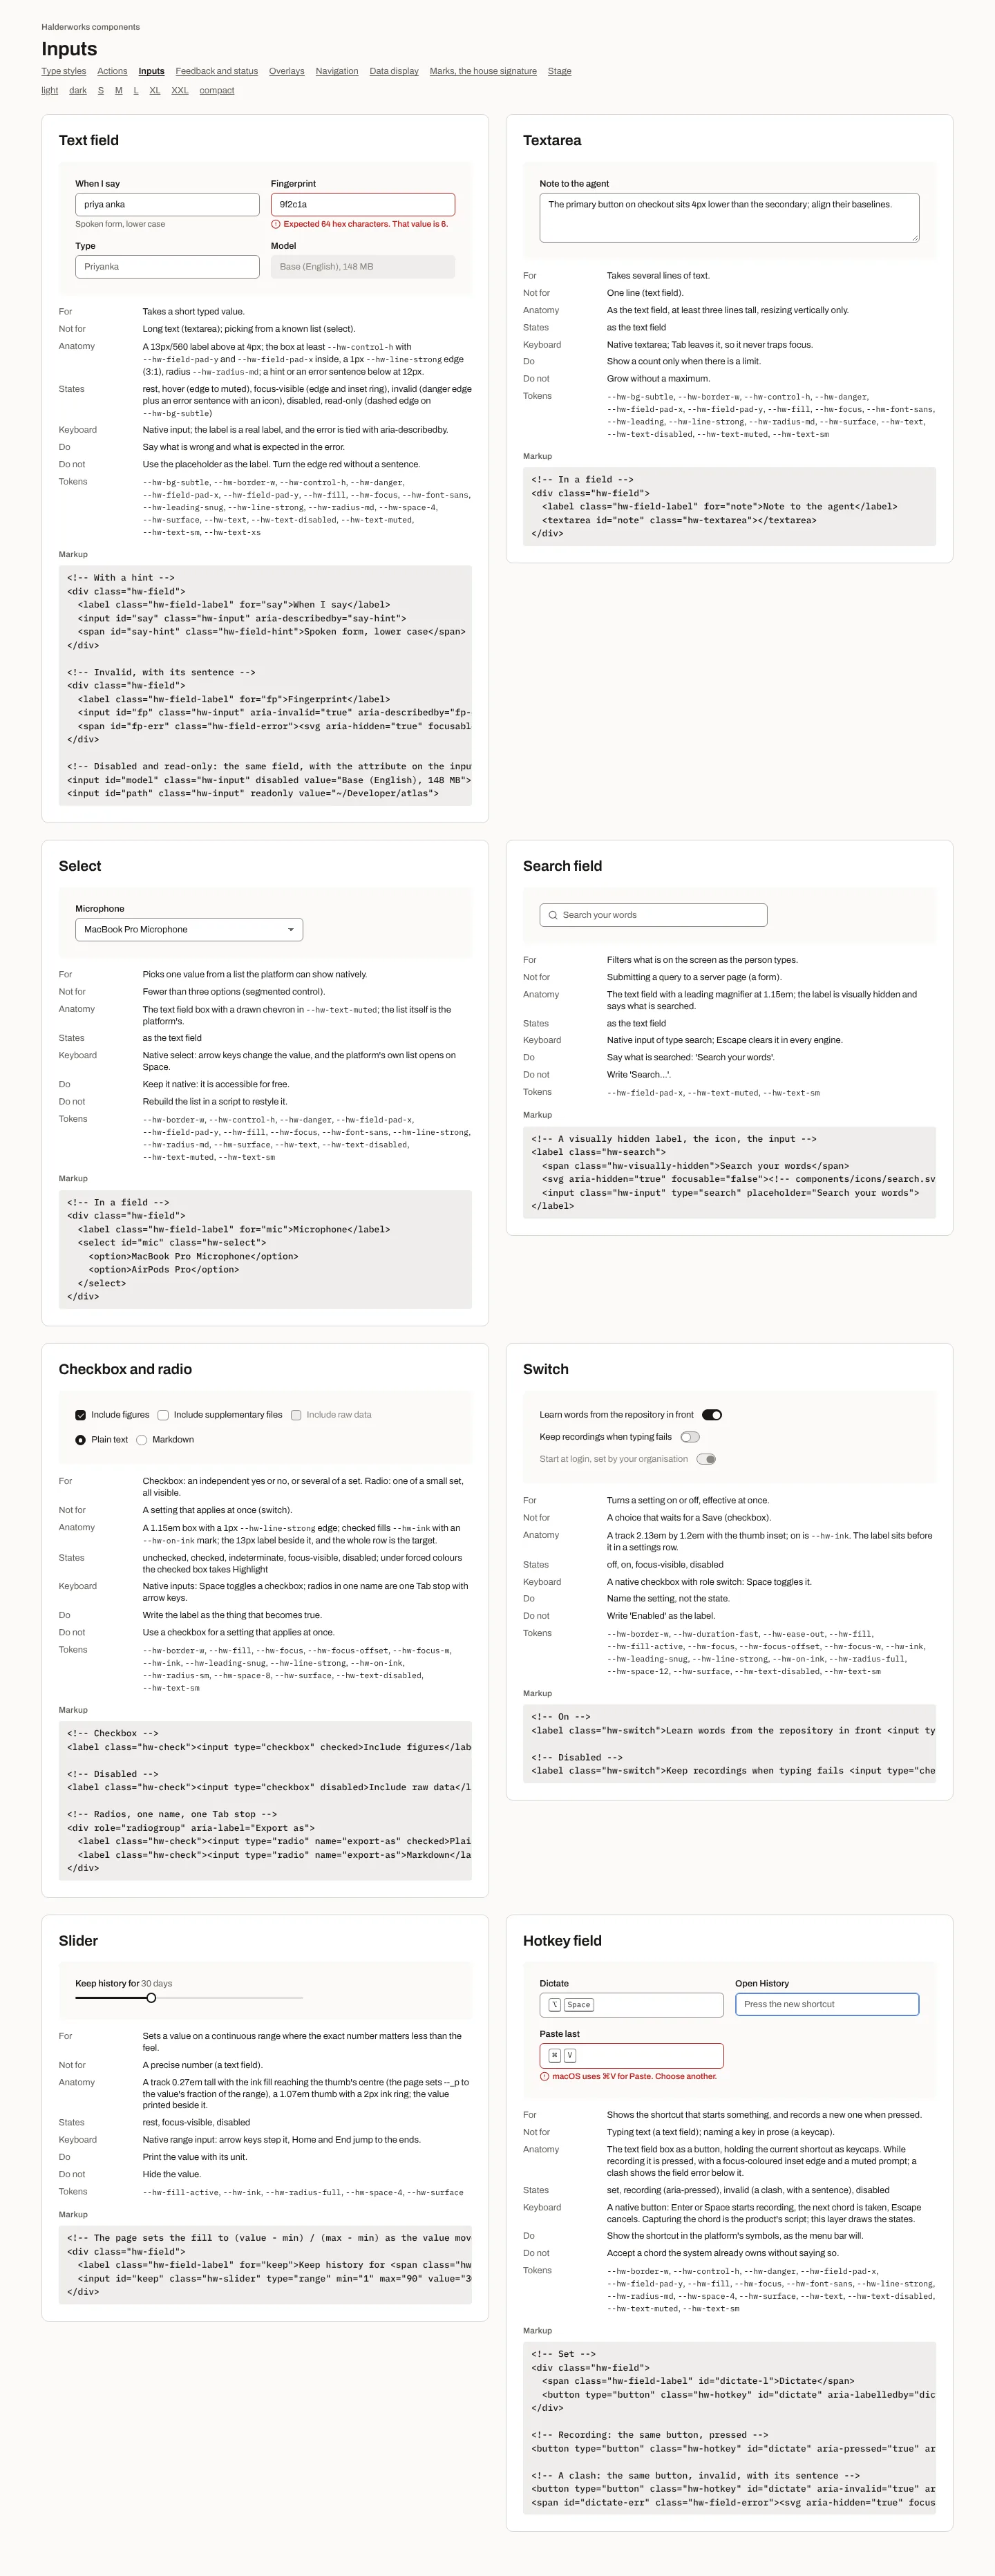 Halderworks components
Inputs
Type styles Actions Inputs Feedback and status Overlays Navigation Data display Marks, the house signature Stage
light dark S M L XL XXL compact
Text field
When I say
priya anka
Spoken form, lower case
Fingerprint
9f2c1a
Expected 64 hex characters. That value is 6.
Type
Priyanka
Model
Base (English), 148 MB
For
Takes a short typed value.
Not for
Long text (textarea); picking from a known list (select).
Anatomy
A 13px/560 label above at 4px; the box at least --hw-control-h with
--hw-field-pad-y and --hw-field-pad-x inside, a 1px --hw-line-strong edge
(3:1), radius --hw-radius-md; a hint or an error sentence below at 12px.
States
rest, hover (edge to muted), focus-visible (edge and inset ring), invalid (danger edge
plus an error sentence with an icon), disabled, read-only (dashed edge on
--hw-bg-subtle)
Keyboard
Native input; the label is a real label, and the error is tied with aria-describedby.
Do
Say what is wrong and what is expected in the error.
Do not
Use the placeholder as the label. Turn the edge red without a sentence.
Tokens
--hw-bg-subtle, --hw-border-w, --hw-control-h, --hw-danger,
--hw-field-pad-x, --hw-field-pad-y, --hw-fill, --hw-focus, --hw-font-sans,
--hw-leading-snug, --hw-line-strong, --hw-radius-md, --hw-space-4,
--hw-surface, --hw-text, --hw-text-disabled, --hw-text-muted,
--hw-text-sm, --hw-text-xs
Markup
<!-- With a hint -->
<div class="hw-field">
<label class="hw-field-label" for="say">When I say</label>
<input id="say" class="hw-input" aria-describedby="say-hint">
<span id="say-hint" class="hw-field-hint">Spoken form, lower case</span>
</div>
<!-- Invalid, with its sentence -->
<div class="hw-field">
<label class="hw-field-label" for="fp">Fingerprint</label>
<input id="fp" class="hw-input" aria-invalid="true" aria-describedby="fp-
<span id="fp-err" class="hw-field-error"><svg aria-hidden="true" focusabl
</div>
<!-- Disabled and read-only: the same field, with the attribute on the input
<input id="model" class="hw-input" disabled value="Base (English), 148 MB">
<input id="path" class="hw-input" readonly value="~/Developer/atlas">
Textarea
Note to the agent
The primary button on checkout sits 4px lower than the secondary; align their baselines.
For
Takes several lines of text.
Not for
One line (text field).
Anatomy
As the text field, at least three lines tall, resizing vertically only.
States
as the text field
Keyboard
Native textarea; Tab leaves it, so it never traps focus.
Do
Show a count only when there is a limit.
Do not
Grow without a maximum.
Tokens
--hw-bg-subtle, --hw-border-w, --hw-control-h, --hw-danger,
--hw-field-pad-x, --hw-field-pad-y, --hw-fill, --hw-focus, --hw-font-sans,
--hw-leading, --hw-line-strong, --hw-radius-md, --hw-surface, --hw-text,
--hw-text-disabled, --hw-text-muted, --hw-text-sm
Markup
<!-- In a field -->
<div class="hw-field">
<label class="hw-field-label" for="note">Note to the agent</label>
<textarea id="note" class="hw-textarea"></textarea>
</div>
Select
Microphone
MacBook Pro Microphone
For
Picks one value from a list the platform can show natively.
Not for
Fewer than three options (segmented control).
Anatomy
The text field box with a drawn chevron in --hw-text-muted; the list itself is the
platform's.
States
as the text field
Keyboard
Native select: arrow keys change the value, and the platform's own list opens on
Space.
Do
Keep it native: it is accessible for free.
Do not
Rebuild the list in a script to restyle it.
Tokens
--hw-border-w, --hw-control-h, --hw-danger, --hw-field-pad-x,
--hw-field-pad-y, --hw-fill, --hw-focus, --hw-font-sans, --hw-line-strong,
--hw-radius-md, --hw-surface, --hw-text, --hw-text-disabled,
--hw-text-muted, --hw-text-sm
Markup
<!-- In a field -->
<div class="hw-field">
<label class="hw-field-label" for="mic">Microphone</label>
<select id="mic" class="hw-select">
<option>MacBook Pro Microphone</option>
<option>AirPods Pro</option>
</select>
</div>
Search field
Search your words
For
Filters what is on the screen as the person types.
Not for
Submitting a query to a server page (a form).
Anatomy
The text field with a leading magnifier at 1.15em; the label is visually hidden and
says what is searched.
States
as the text field
Keyboard
Native input of type search; Escape clears it in every engine.
Do
Say what is searched: 'Search your words'.
Do not
Write 'Search...'.
Tokens
--hw-field-pad-x, --hw-text-muted, --hw-text-sm
Markup
<!-- A visually hidden label, the icon, the input -->
<label class="hw-search">
<span class="hw-visually-hidden">Search your words</span>
<svg aria-hidden="true" focusable="false"><!-- components/icons/search.sv
<input class="hw-input" type="search" placeholder="Search your words">
</label>
Checkbox and radio
Include figures Include supplementary files Include raw data
Plain text Markdown
For
Checkbox: an independent yes or no, or several of a set. Radio: one of a small set,
all visible.
Not for
A setting that applies at once (switch).
Anatomy
A 1.15em box with a 1px --hw-line-strong edge; checked fills --hw-ink with an
--hw-on-ink mark; the 13px label beside it, and the whole row is the target.
States
unchecked, checked, indeterminate, focus-visible, disabled; under forced colours
the checked box takes Highlight
Keyboard
Native inputs: Space toggles a checkbox; radios in one name are one Tab stop with
arrow keys.
Do
Write the label as the thing that becomes true.
Do not
Use a checkbox for a setting that applies at once.
Tokens
--hw-border-w, --hw-fill, --hw-focus, --hw-focus-offset, --hw-focus-w,
--hw-ink, --hw-leading-snug, --hw-line-strong, --hw-on-ink,
--hw-radius-sm, --hw-space-8, --hw-surface, --hw-text-disabled,
--hw-text-sm
Markup
<!-- Checkbox -->
<label class="hw-check"><input type="checkbox" checked>Include figures</lab
<!-- Disabled -->
<label class="hw-check"><input type="checkbox" disabled>Include raw data</l
<!-- Radios, one name, one Tab stop -->
<div role="radiogroup" aria-label="Export as">
<label class="hw-check"><input type="radio" name="export-as" checked>Plai
<label class="hw-check"><input type="radio" name="export-as">Markdown</la
</div>
Switch
Learn words from the repository in front
Keep recordings when typing fails
Start at login, set by your organisation
For
Turns a setting on or off, effective at once.
Not for
A choice that waits for a Save (checkbox).
Anatomy
A track 2.13em by 1.2em with the thumb inset; on is --hw-ink. The label sits before
it in a settings row.
States
off, on, focus-visible, disabled
Keyboard
A native checkbox with role switch: Space toggles it.
Do
Name the setting, not the state.
Do not
Write 'Enabled' as the label.
Tokens
--hw-border-w, --hw-duration-fast, --hw-ease-out, --hw-fill,
--hw-fill-active, --hw-focus, --hw-focus-offset, --hw-focus-w, --hw-ink,
--hw-leading-snug, --hw-line-strong, --hw-on-ink, --hw-radius-full,
--hw-space-12, --hw-surface, --hw-text-disabled, --hw-text-sm
Markup
<!-- On -->
<label class="hw-switch">Learn words from the repository in front <input ty
<!-- Disabled -->
<label class="hw-switch">Keep recordings when typing fails <input type="che
Slider
Keep history for 30 days
For
Sets a value on a continuous range where the exact number matters less than the
feel.
Not for
A precise number (a text field).
Anatomy
A track 0.27em tall with the ink fill reaching the thumb's centre (the page sets --_p to
the value's fraction of the range), a 1.07em thumb with a 2px ink ring; the value
printed beside it.
States
rest, focus-visible, disabled
Keyboard
Native range input: arrow keys step it, Home and End jump to the ends.
Do
Print the value with its unit.
Do not
Hide the value.
Tokens
--hw-fill-active, --hw-ink, --hw-radius-full, --hw-space-4, --hw-surface
Markup
<!-- The page sets the fill to (value - min) / (max - min) as the value mov
<div class="hw-field">
<label class="hw-field-label" for="keep">Keep history for <span class="hw
<input id="keep" class="hw-slider" type="range" min="1" max="90" value="30
</div>
Hotkey field
Dictate
⌥ Space
Open History
Press the new shortcut
Paste last
⌘ V
macOS uses ⌘V for Paste. Choose another.
For
Shows the shortcut that starts something, and records a new one when pressed.
Not for
Typing text (a text field); naming a key in prose (a keycap).
Anatomy
The text field box as a button, holding the current shortcut as keycaps. While
recording it is pressed, with a focus-coloured inset edge and a muted prompt; a
clash shows the field error below it.
States
set, recording (aria-pressed), invalid (a clash, with a sentence), disabled
Keyboard
A native button: Enter or Space starts recording, the next chord is taken, Escape
cancels. Capturing the chord is the product's script; this layer draws the states.
Do
Show the shortcut in the platform's symbols, as the menu bar will.
Do not
Accept a chord the system already owns without saying so.
Tokens
--hw-border-w, --hw-control-h, --hw-danger, --hw-field-pad-x,
--hw-field-pad-y, --hw-fill, --hw-focus, --hw-font-sans, --hw-line-strong,
--hw-radius-md, --hw-space-4, --hw-surface, --hw-text, --hw-text-disabled,
--hw-text-muted, --hw-text-sm
Markup
<!-- Set -->
<div class="hw-field">
<span class="hw-field-label" id="dictate-l">Dictate</span>
<button type="button" class="hw-hotkey" id="dictate" aria-labelledby="dic
</div>
<!-- Recording: the same button, pressed -->
<button type="button" class="hw-hotkey" id="dictate" aria-pressed="true" ar
<!-- A clash: the same button, invalid, with its sentence -->
<button type="button" class="hw-hotkey" id="dictate" aria-invalid="true" ar
<span id="dictate-err" class="hw-field-error"><svg aria-hidden="true" focus